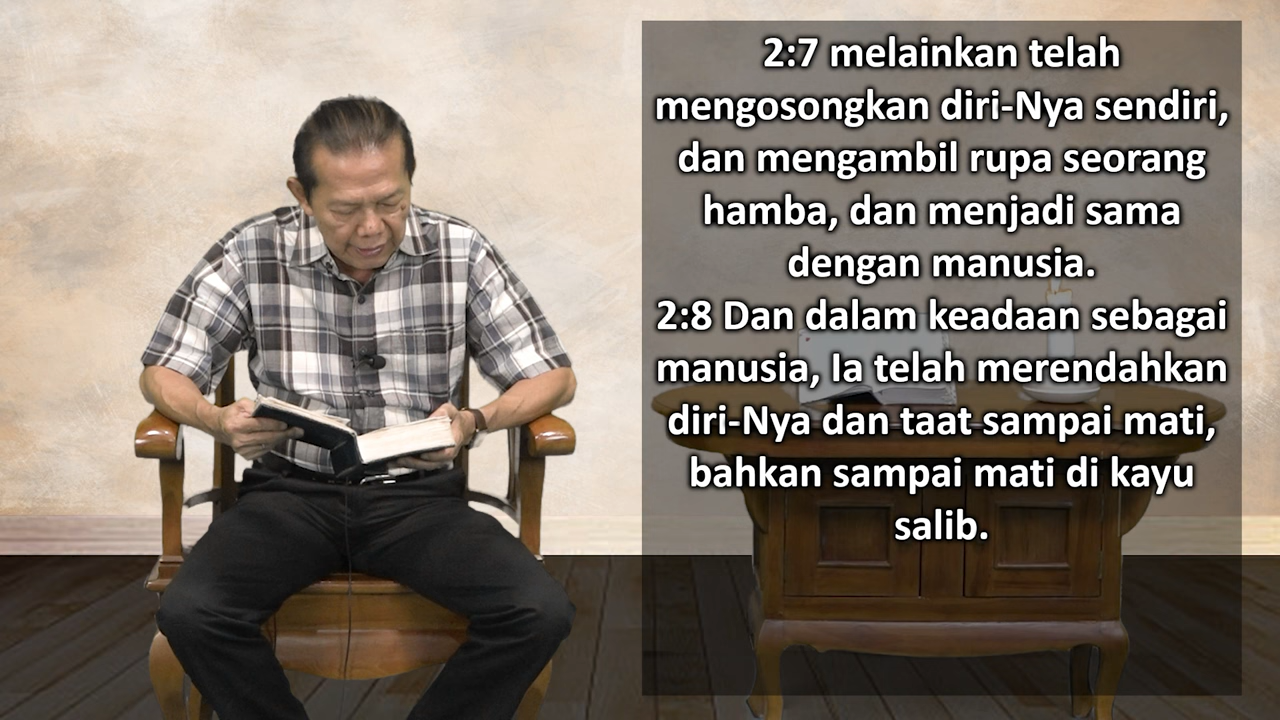 2:7 melainkan telah
mengosongkan diri-Nya sendiri,
dan mengambil rupa seorang
hamba, dan menjadi sama
dengan manusia.
2:8 Dan dalam keadaan sebagai
manusia, Ia telah merendahkan
diri-Nya dan taat sampai mati,
bahkan sampai mati di kayu
salib.